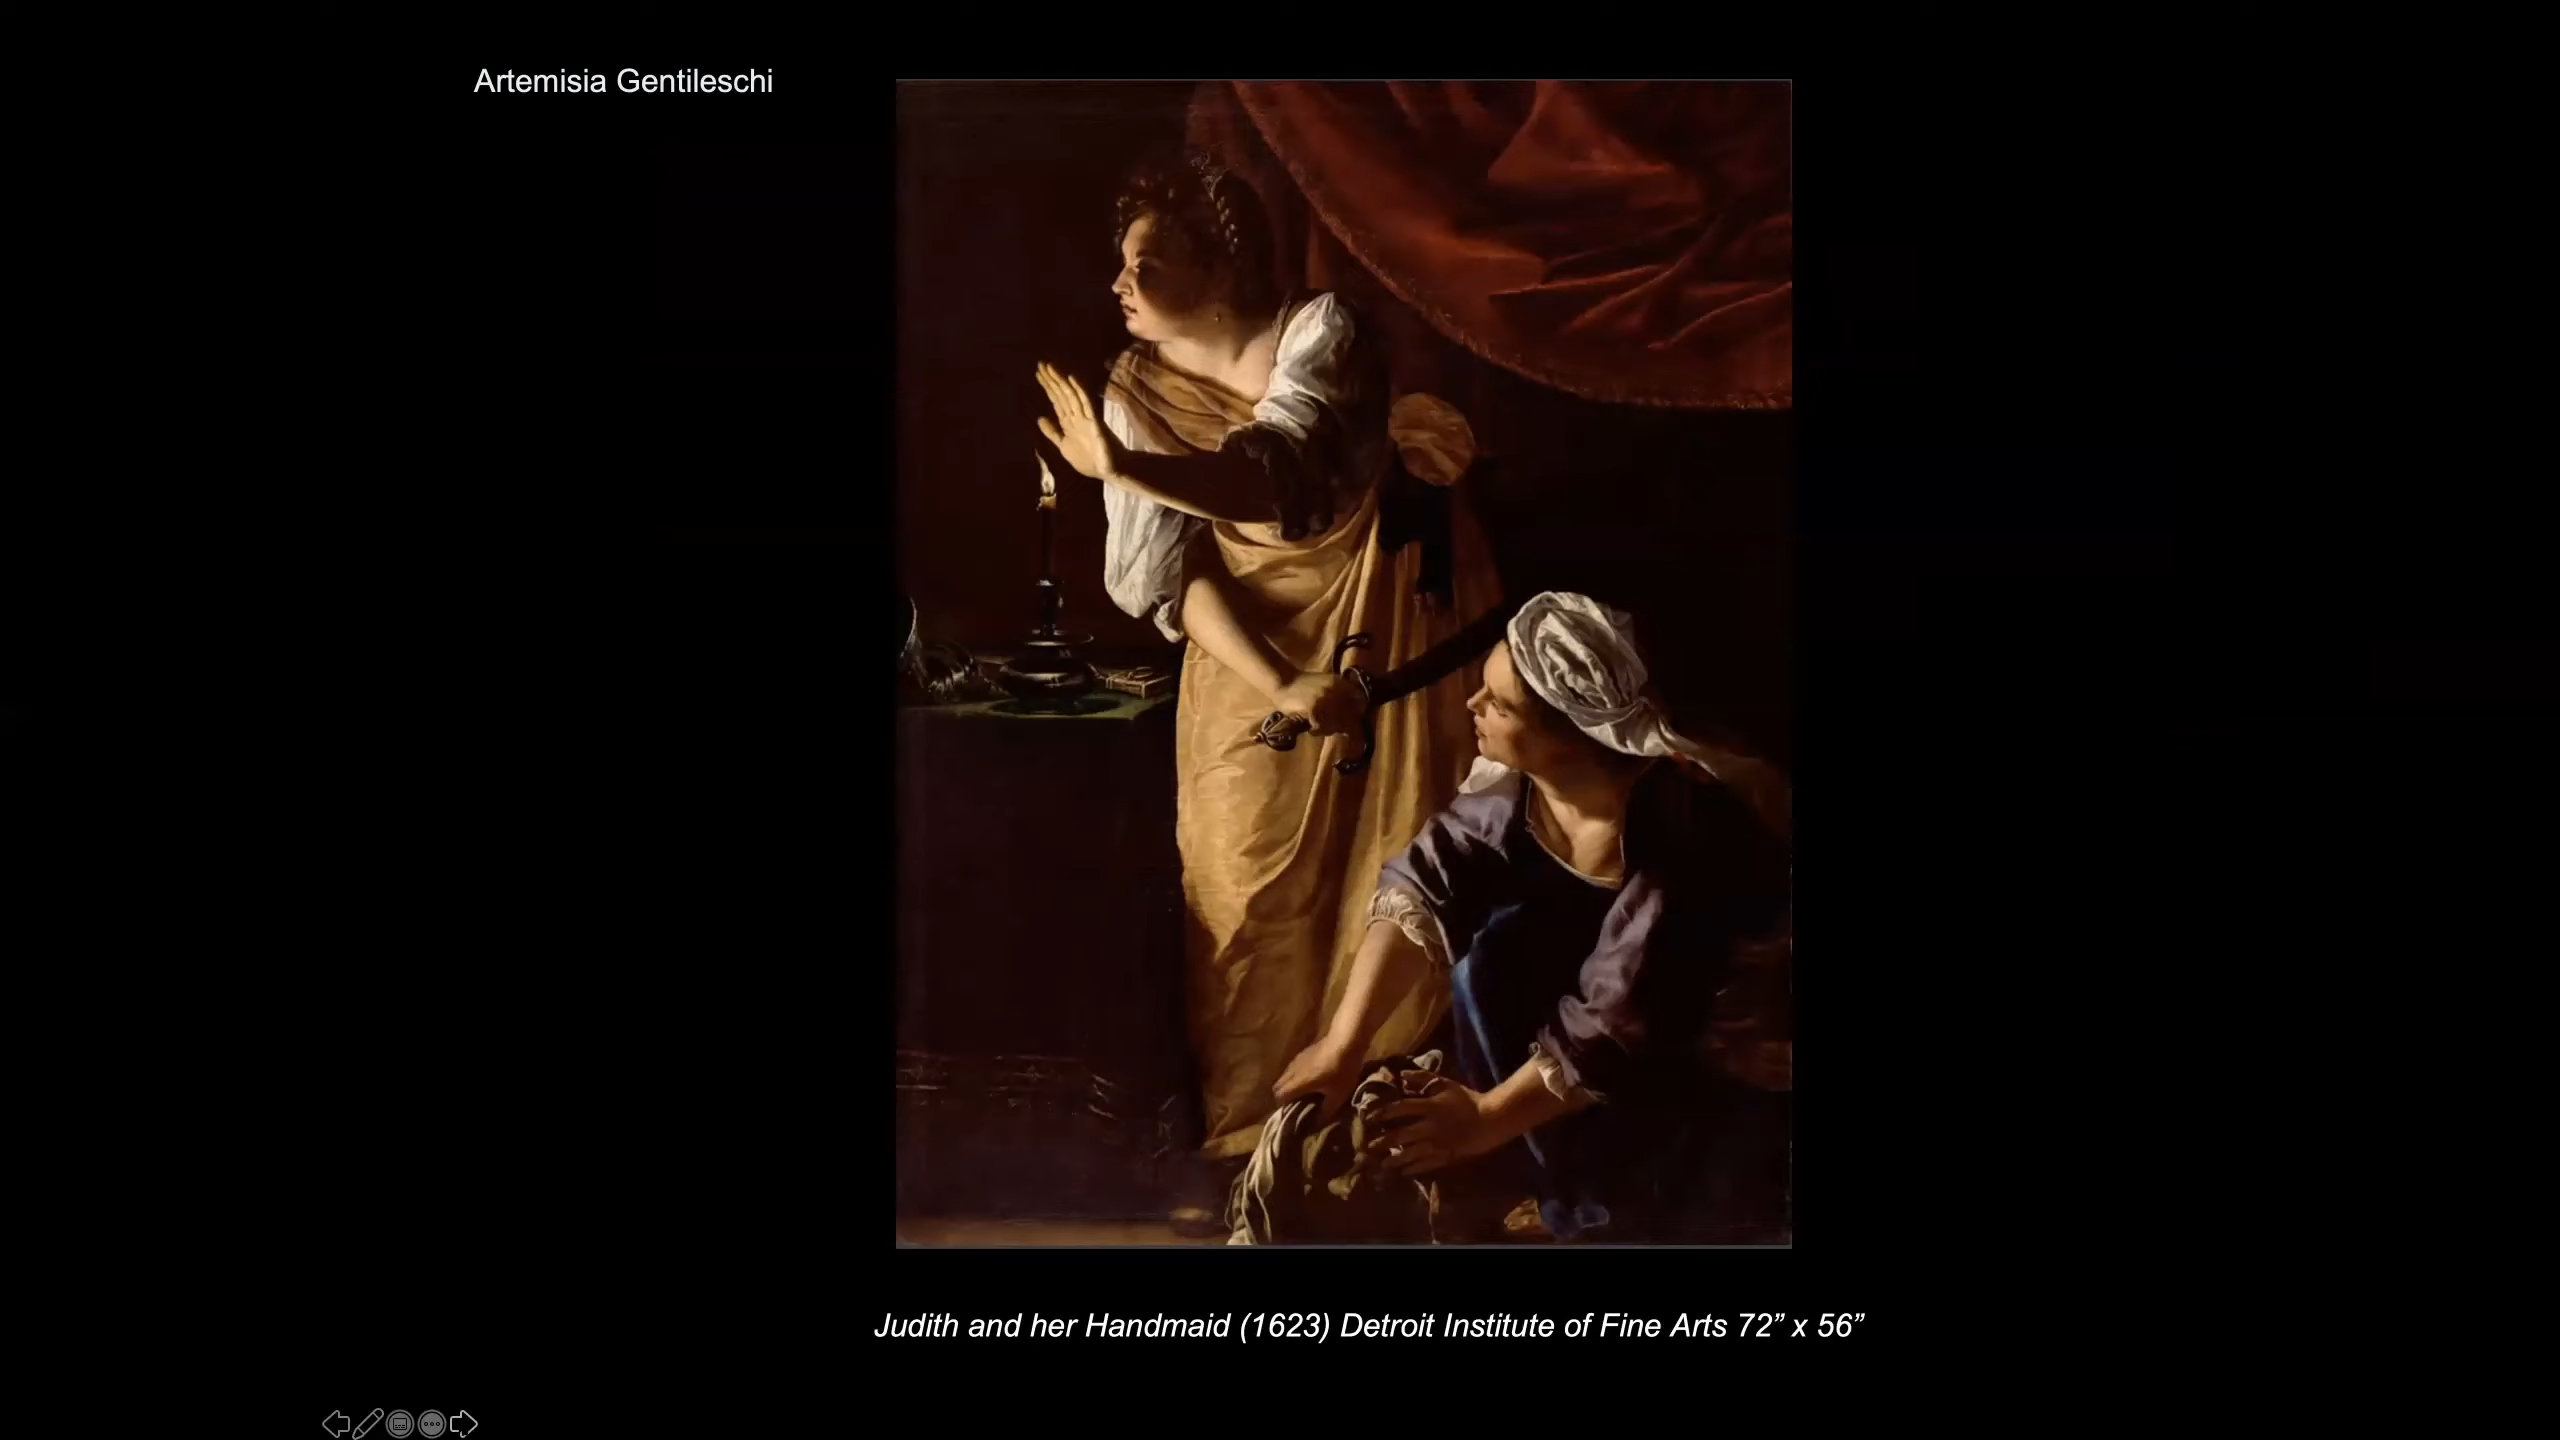 Artemisia Gentileschi
Judith and her Handmaid (1623) Detroit Institute of Fine Arts 72” x 56”